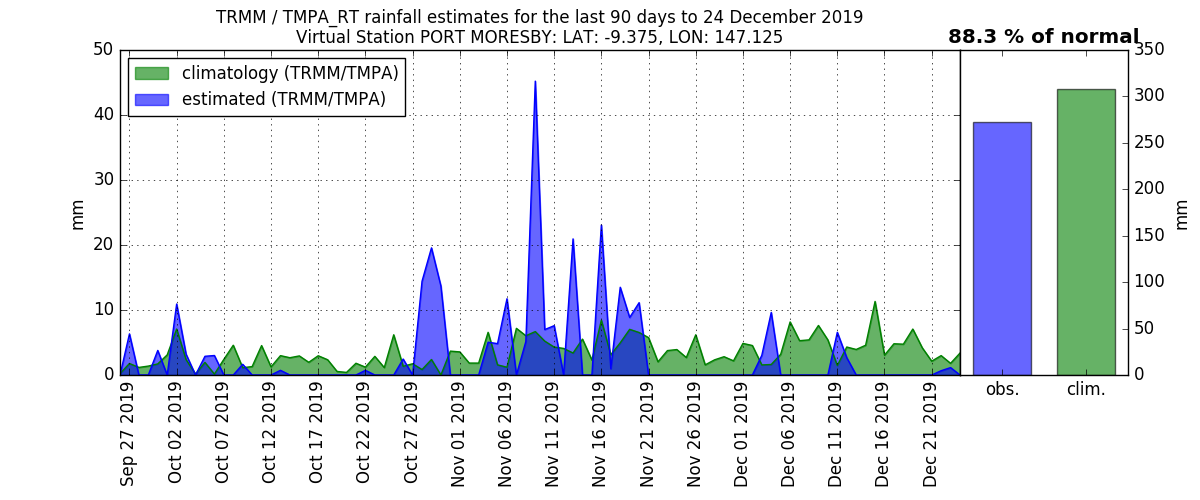 TRMM / TMPA_RT rainfall estimates for the last 90 days to 24 December 2019
Virtual Station PORT MORESBY: LAT: -9.375, LON: 147.125
88.3 % of normal
climatology (TRMM/TMPA)
estimated (TRMM/TMPA)
50
40
30
20
10
0
mm
350
300
250
200
150
100
50
0
mm
Sep 27 2019
Oct 02 2019
Oct 07 2019
Oct 12 2019
Oct 17 2019
Oct 22 2019
Oct 27 2019
Nov 01 2019
Nov 06 2019
Nov 11 2019
Nov 16 2019
Nov 21 2019
Nov 26 2019
Dec 01 2019
Dec 06 2019
Dec 11 2019
Dec 16 2019
Dec 21 2019
obs.
clim.